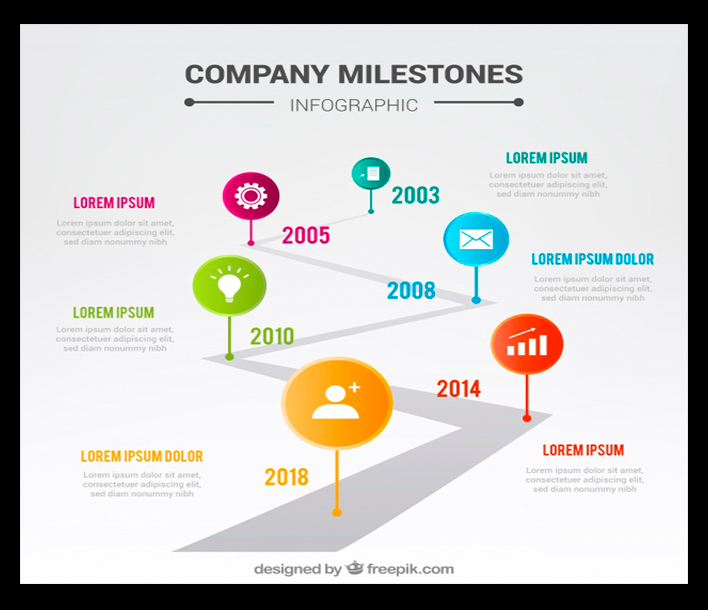 COMPANY MILESTONES
INFOGRAPHIC
LOREM IPSUM
Lorem ipsum dolor sit amet,
consectetuer adipiscing elit,
sed diam nonummy nibh
2003
LOREM IPSUM
Lorem ipsum dolor sit amet,
consectetuer adipiscing elit,
sed diam nonummy nibh
2005
LOREM IPSUM DOLOR
Lorem ipsum dolor sit amet,
consectetuer adipiscing elit,
sed diam nonummy nibh
2008
LOREM IPSUM
Lorem ipsum dolor sit amet,
consectetuer adipiscing elit,
sed diam nonummy nibh
2010
2014
LOREM IPSUM
Lorem ipsum dolor sit amet,
consectetuer adipiscing elit,
sed diam nonummy nibh
LOREM IPSUM DOLOR
Lorem ipsum dolor sit amet,
consectetuer adipiscing elit,
sed diam nonummy nibh
2018
designed by freepik.com